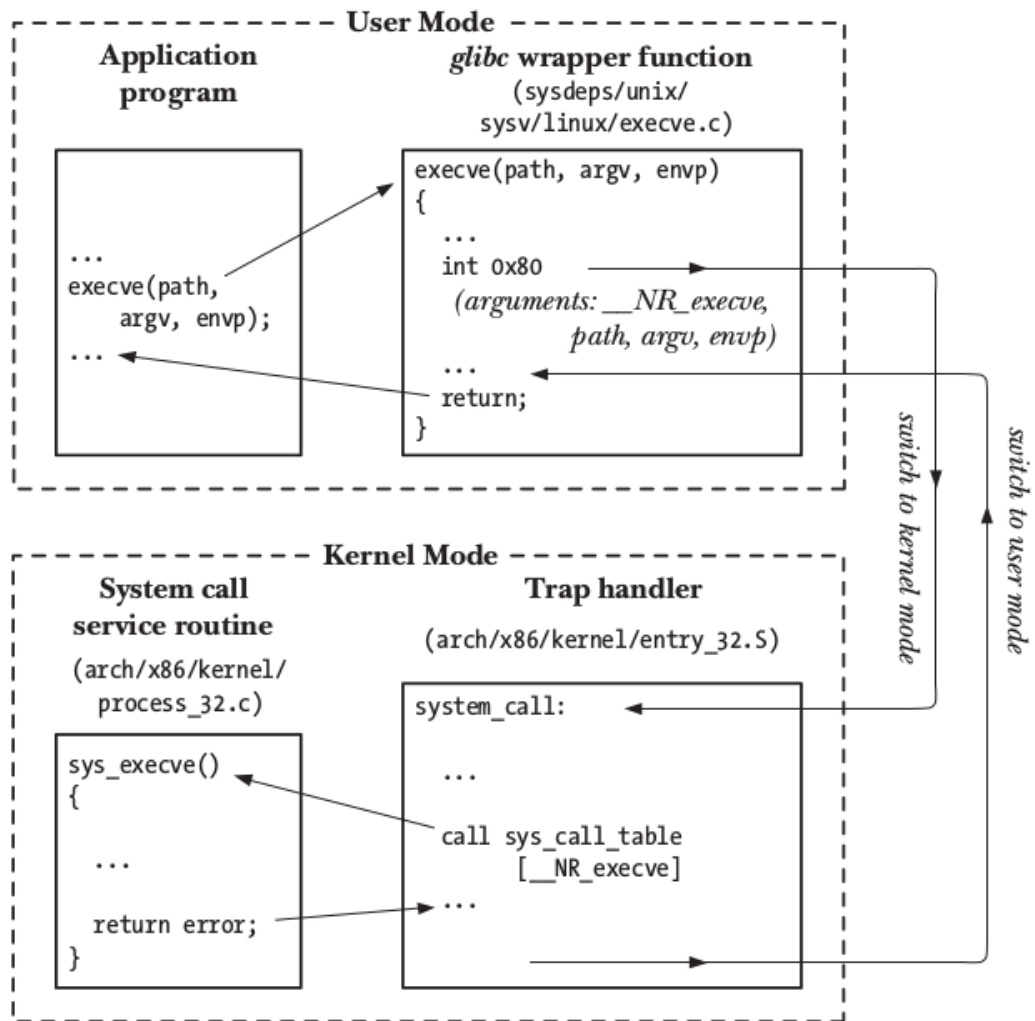 User Mode
Application
program
glibc wrapper function
(sysdeps/unix/
sysv/linux/execve.c)
...
execve(path,
argv, envp);
...
execve(path, argv, envp)
{
...
int 0x80
(arguments: __NR_execve,
path, argv, envp)
...
return;
}
switch to kernel mode
switch to user mode
Kernel Mode
System call
service routine
(arch/x86/kernel/
process_32.c)
Trap handler
(arch/x86/kernel/entry_32.S)
sys_execve()
{
...
return error;
}
system_call:
...
call sys_call_table
[__NR_execve]
...